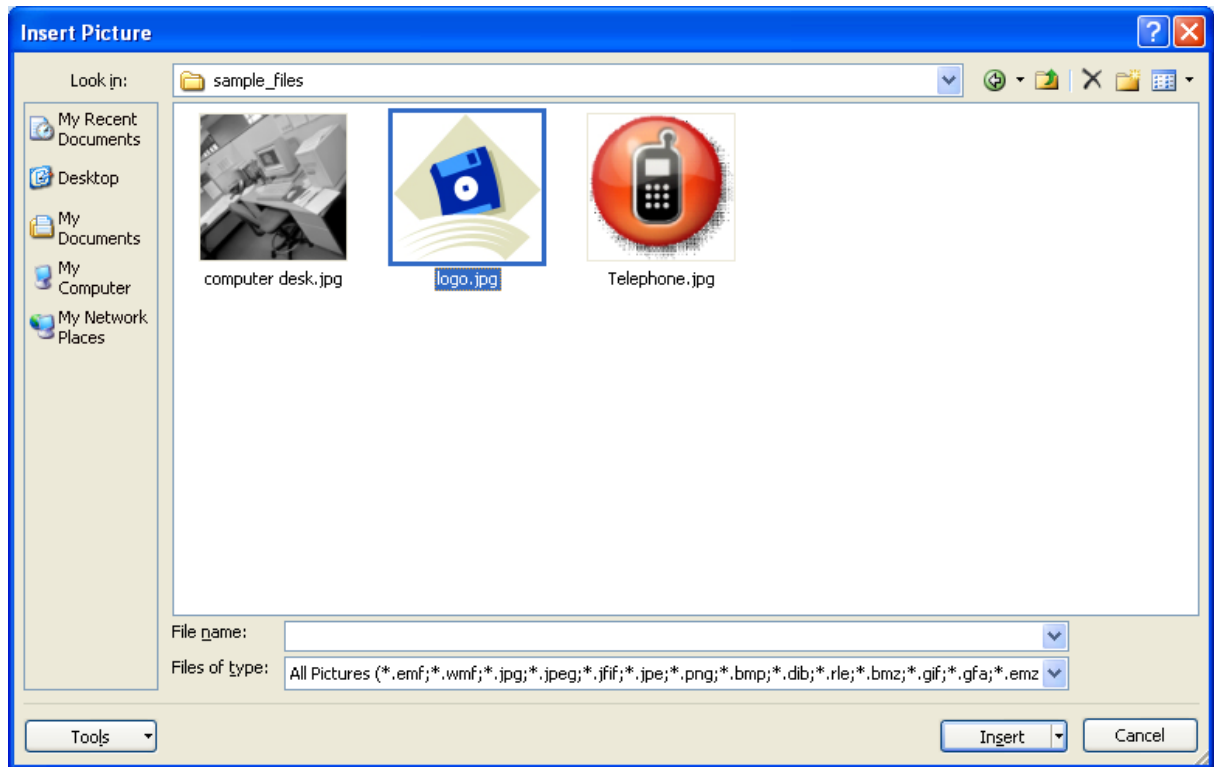 Insert Picture
Look in:
sample_files
My Recent
Documents
Desktop
My
Documents
My
Computer
My Network
Places
computer desk.jpg
logo.jpg
Telephone.jpg
File name:
Files of type:
All Pictures (*.emf;*.wmf;*.jpg;*.jpeg;*.jfif;*.jpe;*.png;*.bmp;*.dib;*.rle;*.bmz;*.gif;*.gfa;*.emz
Tools
Insert
Cancel